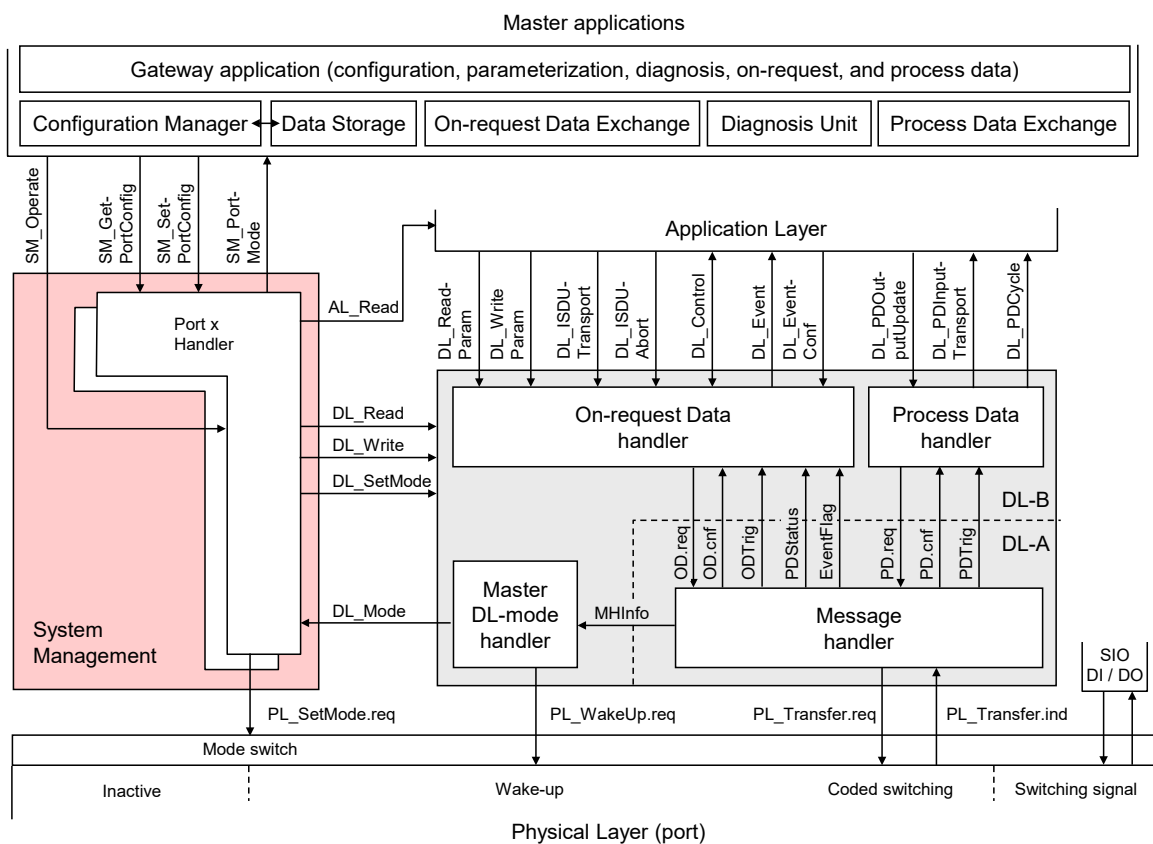 Master applications
Gateway application (configuration, parameterization, diagnosis, on-request, and process data)
Configuration Manager
Data Storage
On-request Data Exchange
Diagnosis Unit
Process Data Exchange
SM_Operate
SM_Get-
PortConfig
SM_Set-
PortConfig
SM_Port-
Mode
Application Layer
AL_Read
DL_Read-
Param
DL_Write
Param
DL_ISDU-
Transport
DL_ISDU-
Abort
DL_Control
DL_Event
DL_Event-
Conf
DL_PDOut-
putUpdate
DL_PDInput-
Transport
DL_PDCycle
Port x
Handler
DL_Read
DL_Write
DL_SetMode
On-request Data
handler
Process Data
handler
DL-B
DL-A
OD.req
OD.cnf
ODTrig
PDStatus
EventFlag
PD.req
PD.cnf
PDTrig
System
Management
DL_Mode
Master
DL-mode
handler
MHInfo
Message
handler
SIO
DI / DO
PL_SetMode.req
PL_WakeUp.req
PL_Transfer.req
PL_Transfer.ind
Mode switch
Inactive
Wake-up
Coded switching
Switching signal
Physical Layer (port)